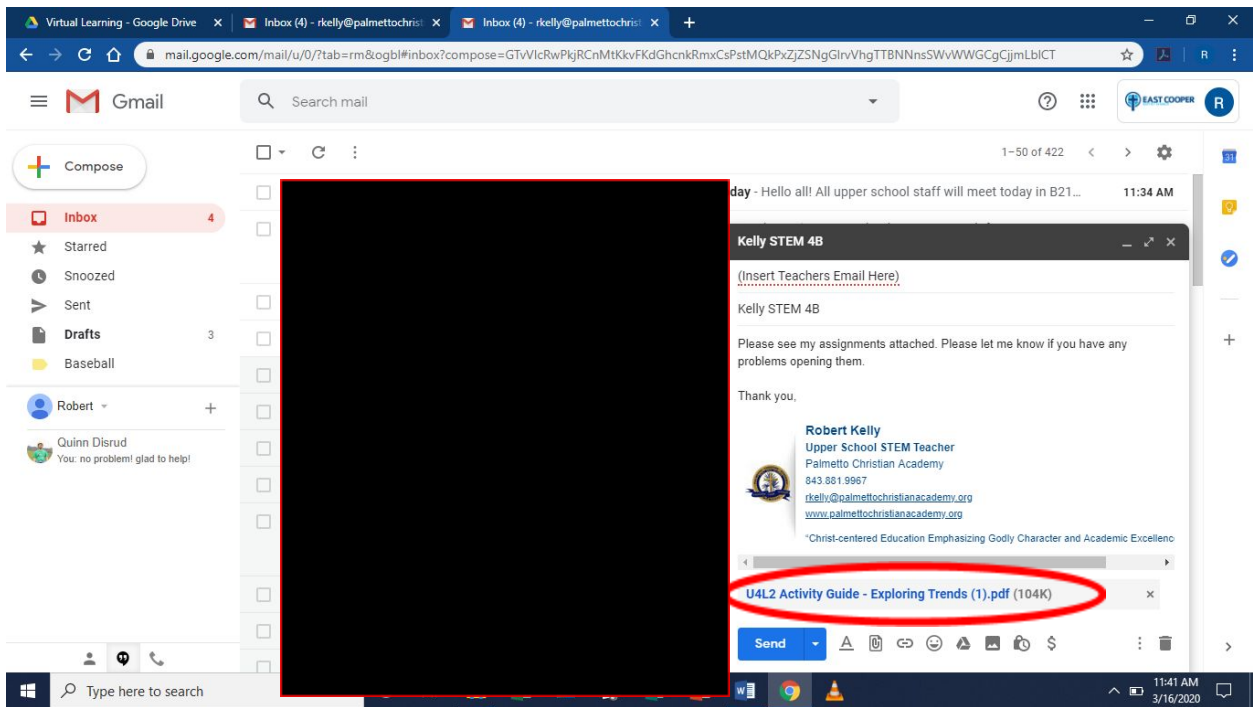 Virtual Learning - Google Drive
Inbox (4) - rkelly@palmettochrist
Inbox (4) - rkelly@palmettochrist
mail.google.com/mail/u/0/?tab=rm&ogbl#inbox?compose=GTvVlcRwPkjRCnMtKkvFKdGhcnkRmxCsPstMQkPxZjZSNgGlrvVhgTTBNNnsSWvWWGCgCjjmLblCT
R
Gmail
Search mail
EAST COOPER
R
Compose
1–50 of 422
31
day - Hello all! All upper school staff will meet today in B21…
11:34 AM
Inbox 4
Starred
Snoozed
Sent
Drafts 3
Baseball
Robert
Quinn Disrud
You: no problem! glad to help!
Kelly STEM 4B
(Insert Teachers Email Here)
Kelly STEM 4B
Please see my assignments attached. Please let me know if you have any
problems opening them.
Thank you,
Robert Kelly
Upper School STEM Teacher
Palmetto Christian Academy
843.881.9967
rkelly@palmettochristianacademy.org
www.palmettochristianacademy.org
"Christ-centered Education Emphasizing Godly Character and Academic Excellenc
U4L2 Activity Guide - Exploring Trends (1).pdf (104K)
Send
Type here to search
11:41 AM
3/16/2020